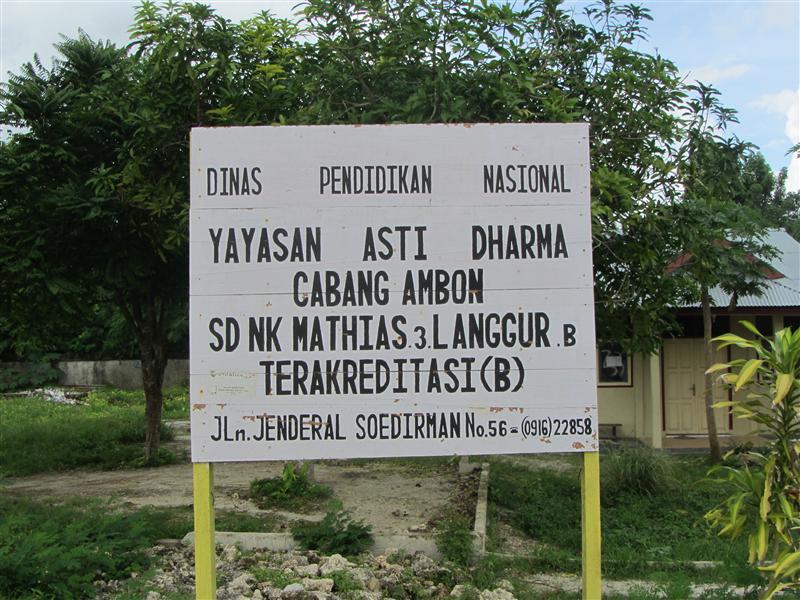 DINAS PENDIDIKAN NASIONAL
YAYASAN ASTI DHARMA
CABANG AMBON
SD NK MATHIAS.3.LANGGUR.B
TERAKREDITASI(B)
JLn.JENDERAL SOEDIRMAN No.56 ☎ (0916)22858